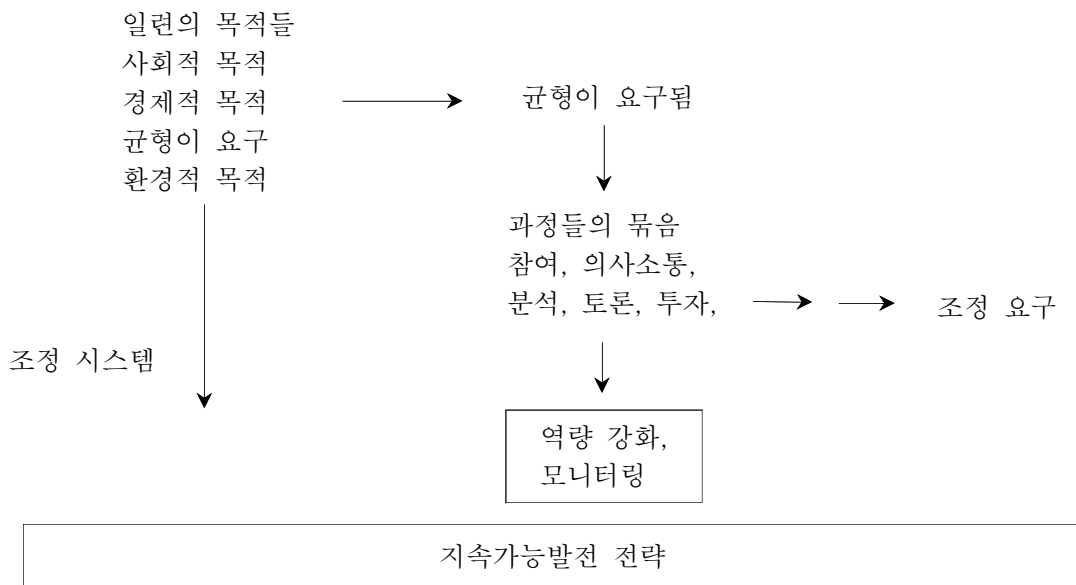 일련의 목적들
사회적 목적
경제적 목적
균형이 요구
환경적 목적
균형이 요구됨
과정들의 묶음
참여, 의사소통,
분석, 토론, 투자,
조정 요구
조정 시스템
역량 강화,
모니터링
지속가능발전 전략